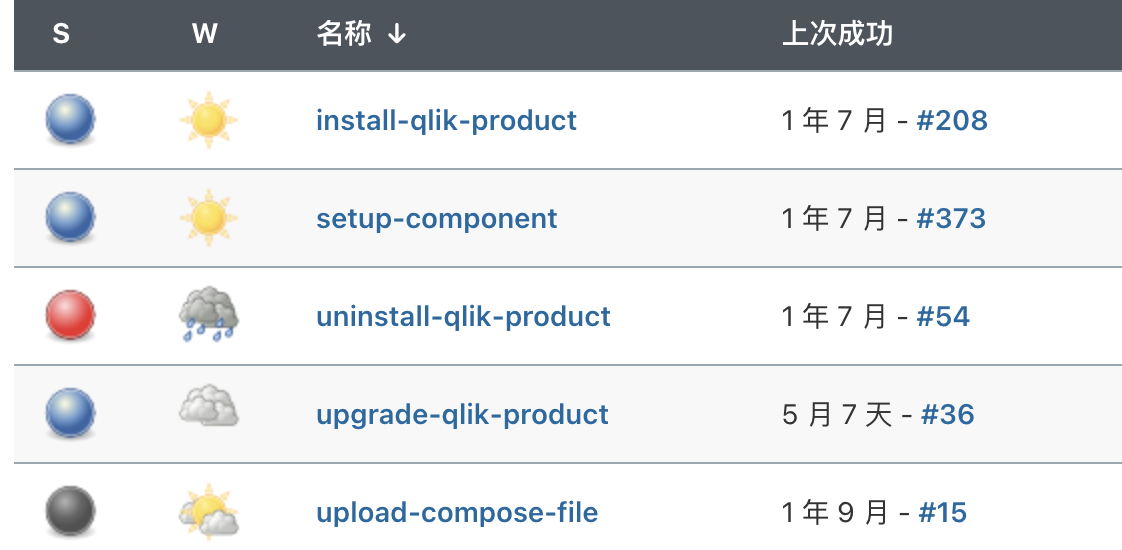 S W 名称 ↓ 上次成功
install-qlik-product 1 年 7 月 - #208
setup-component 1 年 7 月 - #373
uninstall-qlik-product 1 年 7 月 - #54
upgrade-qlik-product 5 月 7 天 - #36
upload-compose-file 1 年 9 月 - #15